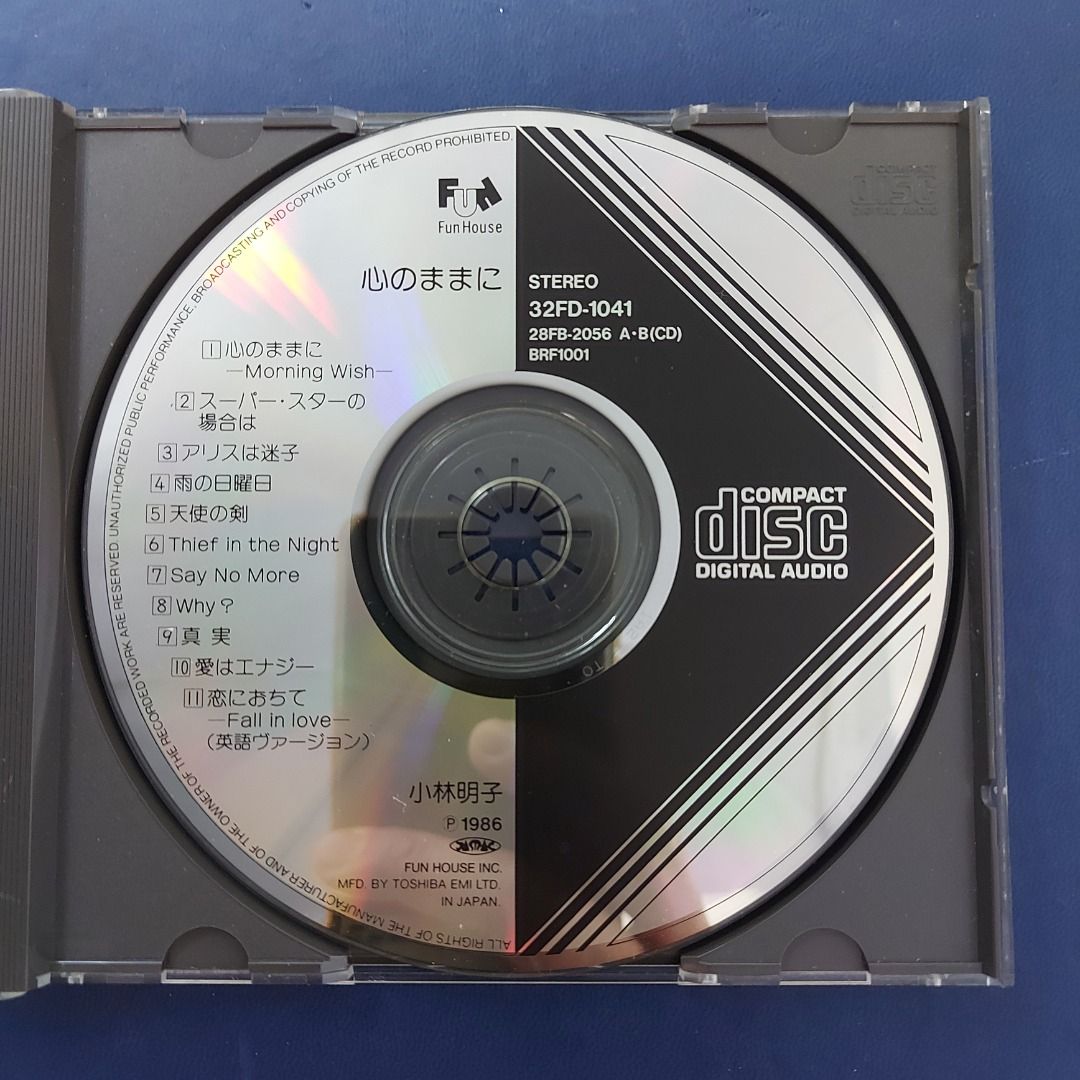 FUN
Fun House
心のままに
STEREO
32FD-1041
28FB-2056 A・B(CD)
BRF1001
1 心のままに
—Morning Wish—
2 スーパー・スターの
場合は
3 アリスは迷子
4 雨の日曜日
5 天使の剣
6 Thief in the Night
7 Say No More
8 Why?
9 真実
10 愛はエナジー
11 恋におちて
—Fall in love—
(英語ヴァージョン)
小林明子
Ⓟ 1986
FUN HOUSE INC.
MFD. BY TOSHIBA EMI LTD.
IN JAPAN.
COMPACT
disc
DIGITAL AUDIO
ALL RIGHTS OF THE MANUFACTURER AND OF THE OWNER OF THE RECORDED WORK ARE RESERVED UNAUTHORIZED PUBLIC PERFORMANCE. BROADCASTING AND COPYING OF THE RECORD PROHIBITED.
COMPACT
disc
DIGITAL AUDIO